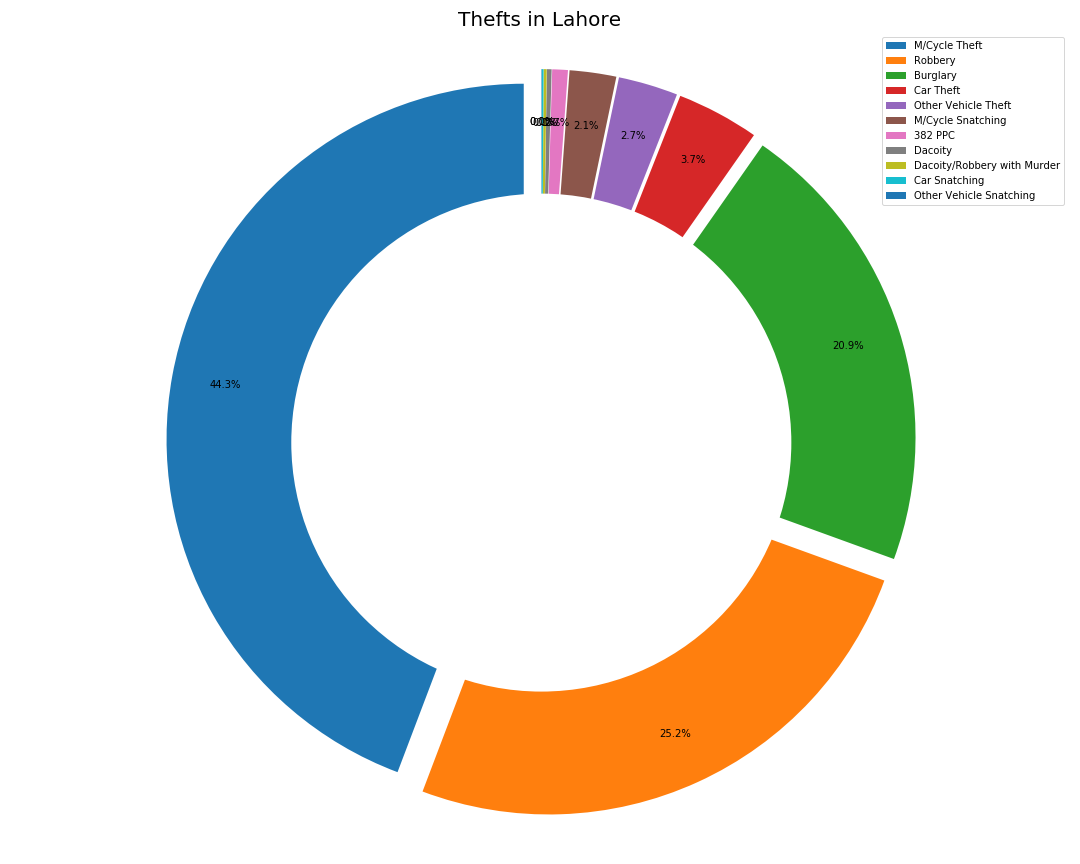 Thefts in Lahore
M/Cycle Theft
Robbery
Burglary
Car Theft
Other Vehicle Theft
M/Cycle Snatching
382 PPC
Dacoity
Dacoity/Robbery with Murder
Car Snatching
Other Vehicle Snatching
2.1%
2.7%
3.7%
20.9%
44.3%
25.2%